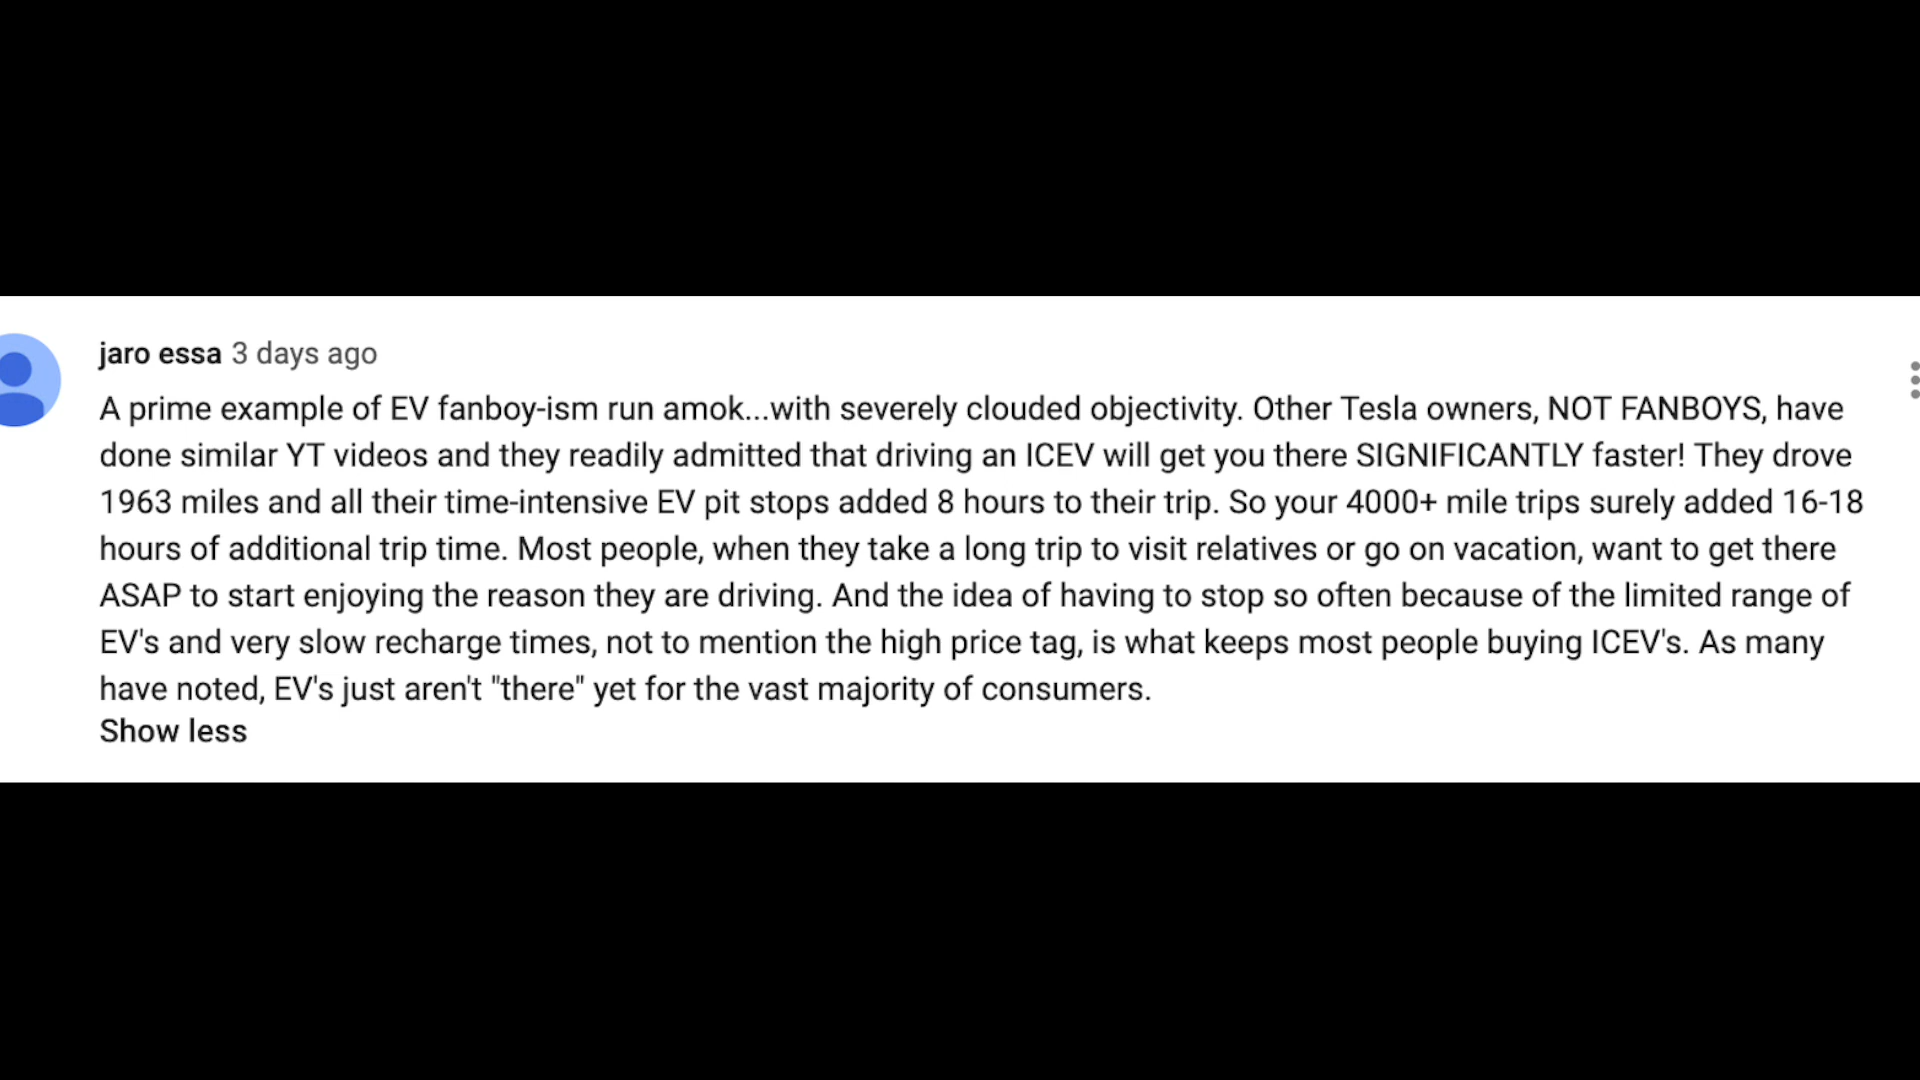 jaro essa 3 days ago
A prime example of EV fanboy-ism run amok...with severely clouded objectivity. Other Tesla owners, NOT FANBOYS, have
done similar YT videos and they readily admitted that driving an ICEV will get you there SIGNIFICANTLY faster! They drove
1963 miles and all their time-intensive EV pit stops added 8 hours to their trip. So your 4000+ mile trips surely added 16-18
hours of additional trip time. Most people, when they take a long trip to visit relatives or go on vacation, want to get there
ASAP to start enjoying the reason they are driving. And the idea of having to stop so often because of the limited range of
EV's and very slow recharge times, not to mention the high price tag, is what keeps most people buying ICEV's. As many
have noted, EV's just aren't "there" yet for the vast majority of consumers.
Show less